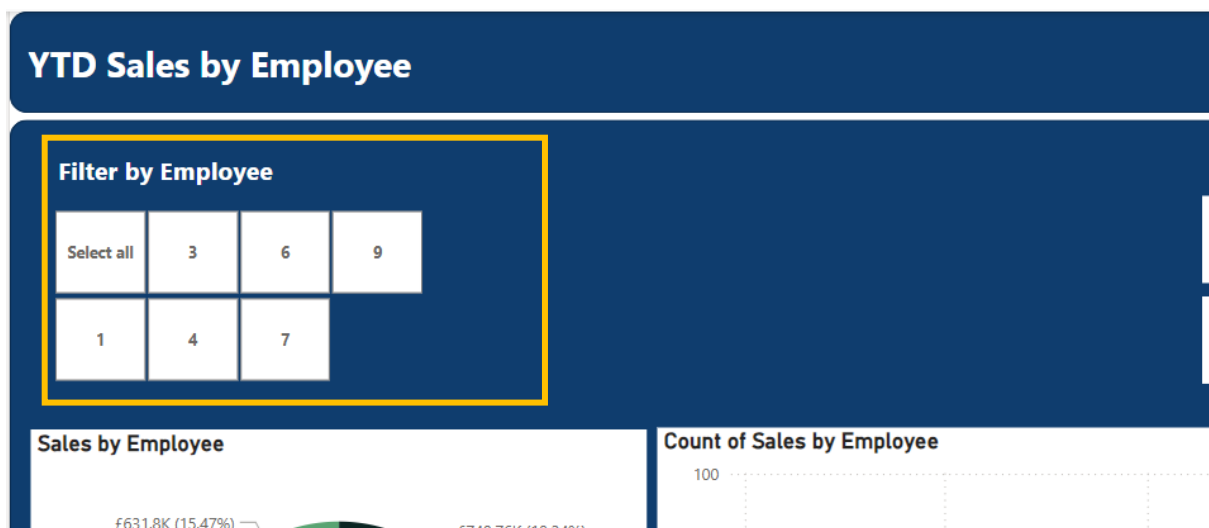 YTD Sales by Employee
Filter by Employee
Select all 3 6 9
1 4 7
Sales by Employee
Count of Sales by Employee
100
£631.8K (15.47%)